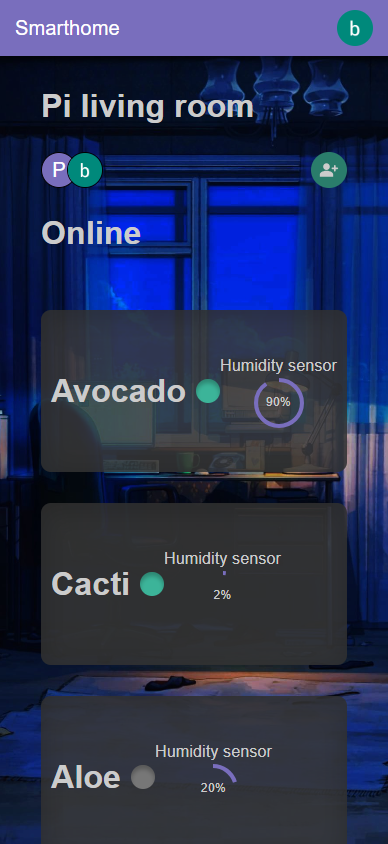 Smarthome
b
Pi living room
P b
Online
Humidity sensor
Avocado
90%
Humidity sensor
Cacti
2%
Humidity sensor
Aloe
20%